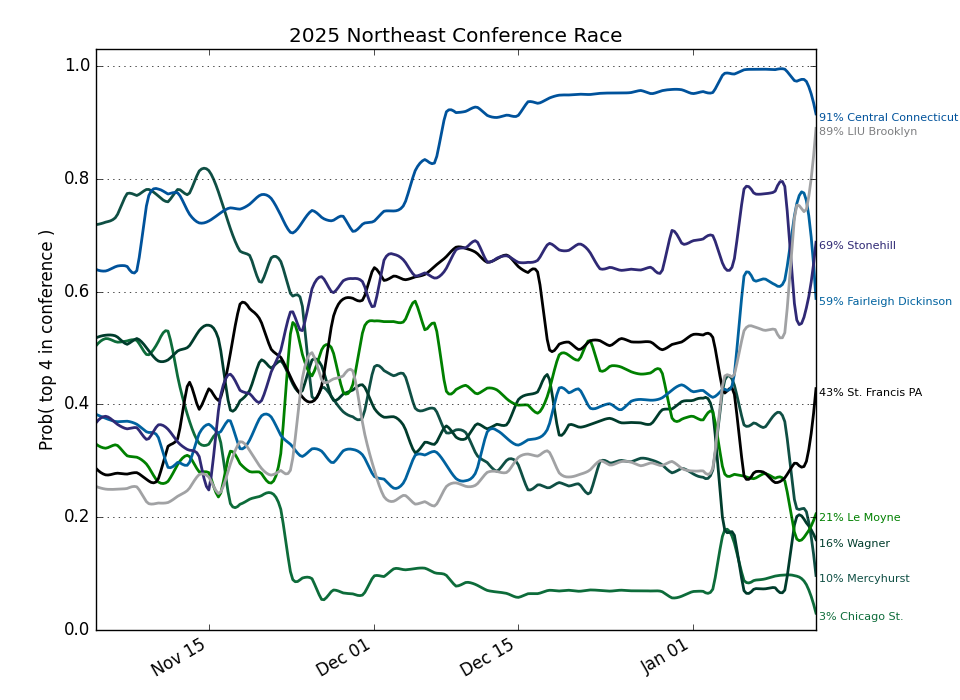 2025 Northeast Conference Race
Prob( top 4 in conference )
1.0
0.8
0.6
0.4
0.2
0.0
Nov 15
Dec 01
Dec 15
Jan 01
91% Central Connecticut
89% LIU Brooklyn
69% Stonehill
59% Fairleigh Dickinson
43% St. Francis PA
21% Le Moyne
16% Wagner
10% Mercyhurst
3% Chicago St.